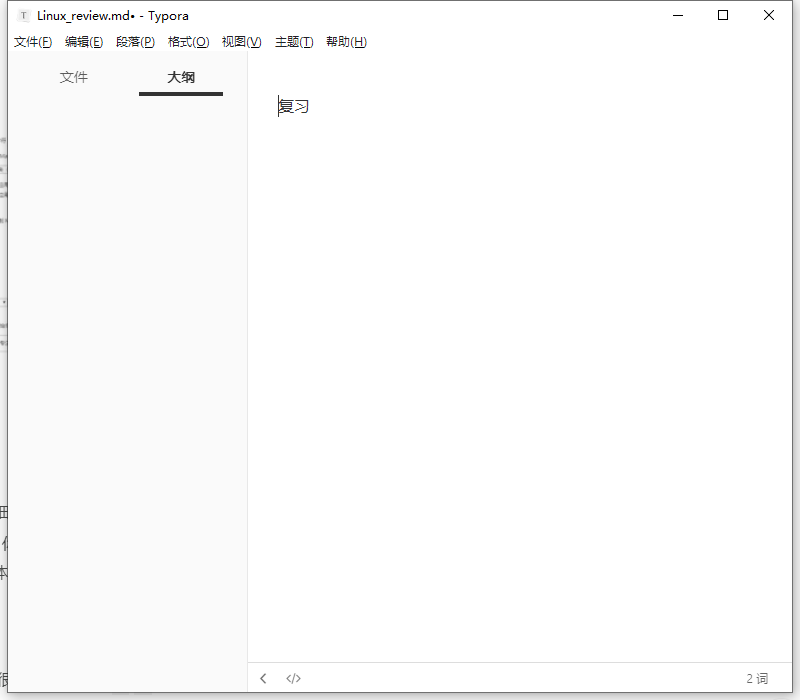 Linux_review.md• - Typora
文件(F) 编辑(E) 段落(P) 格式(O) 视图(V) 主题(T) 帮助(H)
文件 大纲
复习
2 词